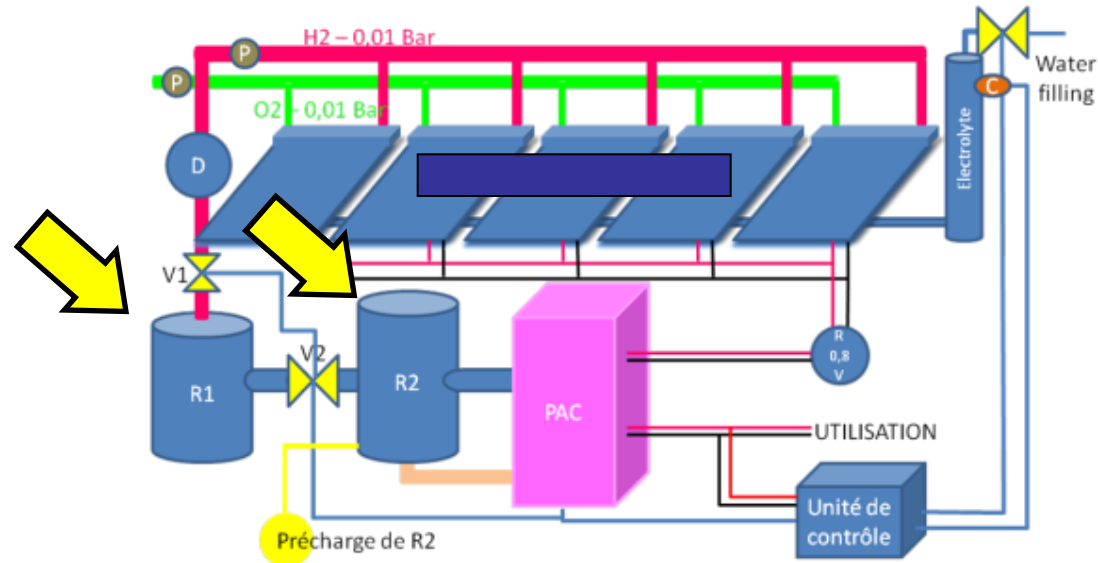 H2 – 0,01 Bar
P
P
O2 – 0,01 Bar
D
Water
filling
C
Electrolyte
V1
V2
R1
R2
PAC
R
0,8
V
UTILISATION
Unité de
contrôle
Précharge de R2